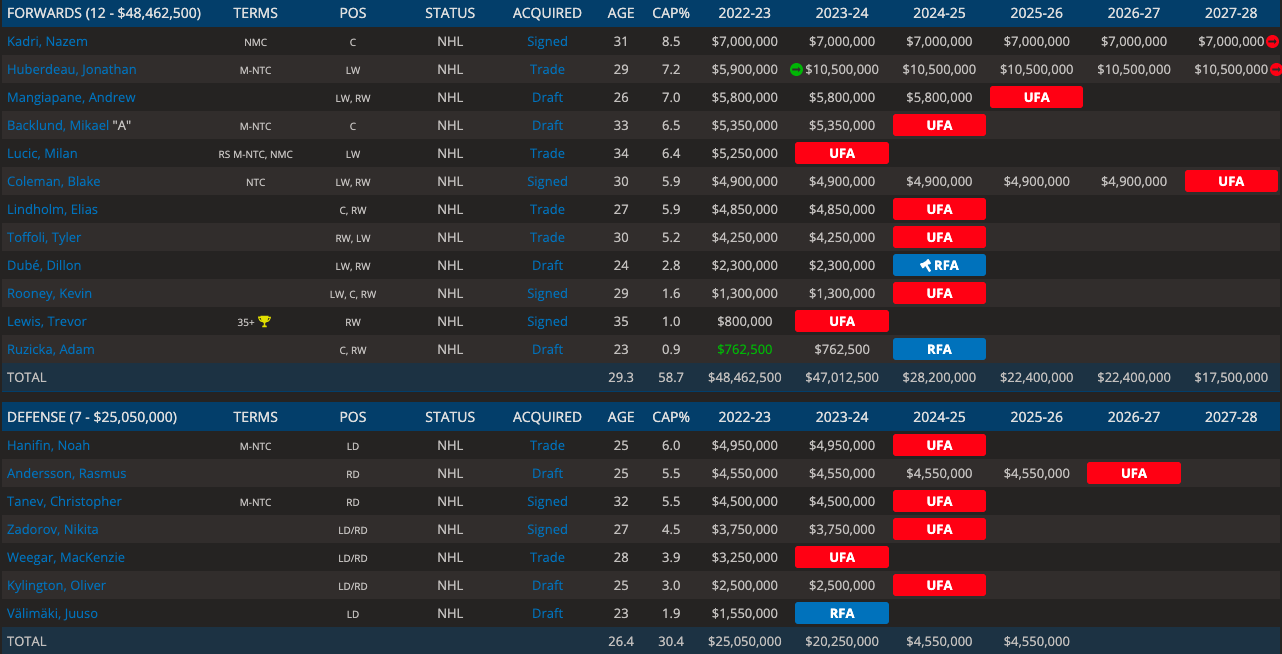 FORWARDS (12 - $48,462,500) TERMS POS STATUS ACQUIRED AGE CAP% 2022-23 2023-24 2024-25 2025-26 2026-27 2027-28
Kadri, Nazem NMC C NHL Signed 31 8.5 $7,000,000 $7,000,000 $7,000,000 $7,000,000 $7,000,000 $7,000,000
Huberdeau, Jonathan M-NTC LW NHL Trade 29 7.2 $5,900,000 $10,500,000 $10,500,000 $10,500,000 $10,500,000 $10,500,000
Mangiapane, Andrew LW, RW NHL Draft 26 7.0 $5,800,000 $5,800,000 $5,800,000 UFA
Backlund, Mikael "A" M-NTC C NHL Draft 33 6.5 $5,350,000 $5,350,000 UFA
Lucic, Milan RS M-NTC, NMC LW NHL Trade 34 6.4 $5,250,000 UFA
Coleman, Blake NTC LW, RW NHL Signed 30 5.9 $4,900,000 $4,900,000 $4,900,000 $4,900,000 $4,900,000 UFA
Lindholm, Elias C, RW NHL Trade 27 5.9 $4,850,000 $4,850,000 UFA
Toffoli, Tyler RW, LW NHL Trade 30 5.2 $4,250,000 $4,250,000 UFA
Dubé, Dillon LW, RW NHL Draft 24 2.8 $2,300,000 $2,300,000 RFA
Rooney, Kevin LW, C, RW NHL Signed 29 1.6 $1,300,000 $1,300,000 UFA
Lewis, Trevor 35+ RW NHL Signed 35 1.0 $800,000 UFA
Ruzicka, Adam C, RW NHL Draft 23 0.9 $762,500 $762,500 RFA
TOTAL 29.3 58.7 $48,462,500 $47,012,500 $28,200,000 $22,400,000 $22,400,000 $17,500,000
DEFENSE (7 - $25,050,000) TERMS POS STATUS ACQUIRED AGE CAP% 2022-23 2023-24 2024-25 2025-26 2026-27 2027-28
Hanifin, Noah M-NTC LD NHL Trade 25 6.0 $4,950,000 $4,950,000 UFA
Andersson, Rasmus RD NHL Draft 25 5.5 $4,550,000 $4,550,000 $4,550,000 $4,550,000 UFA
Tanev, Christopher M-NTC RD NHL Signed 32 5.5 $4,500,000 $4,500,000 UFA
Zadorov, Nikita LD/RD NHL Signed 27 4.5 $3,750,000 $3,750,000 UFA
Weegar, MacKenzie LD/RD NHL Trade 28 3.9 $3,250,000 UFA
Kylington, Oliver LD/RD NHL Draft 25 3.0 $2,500,000 $2,500,000 UFA
Välimäki, Juuso LD NHL Draft 23 1.9 $1,550,000 RFA
TOTAL 26.4 30.4 $25,050,000 $20,250,000 $4,550,000 $4,550,000